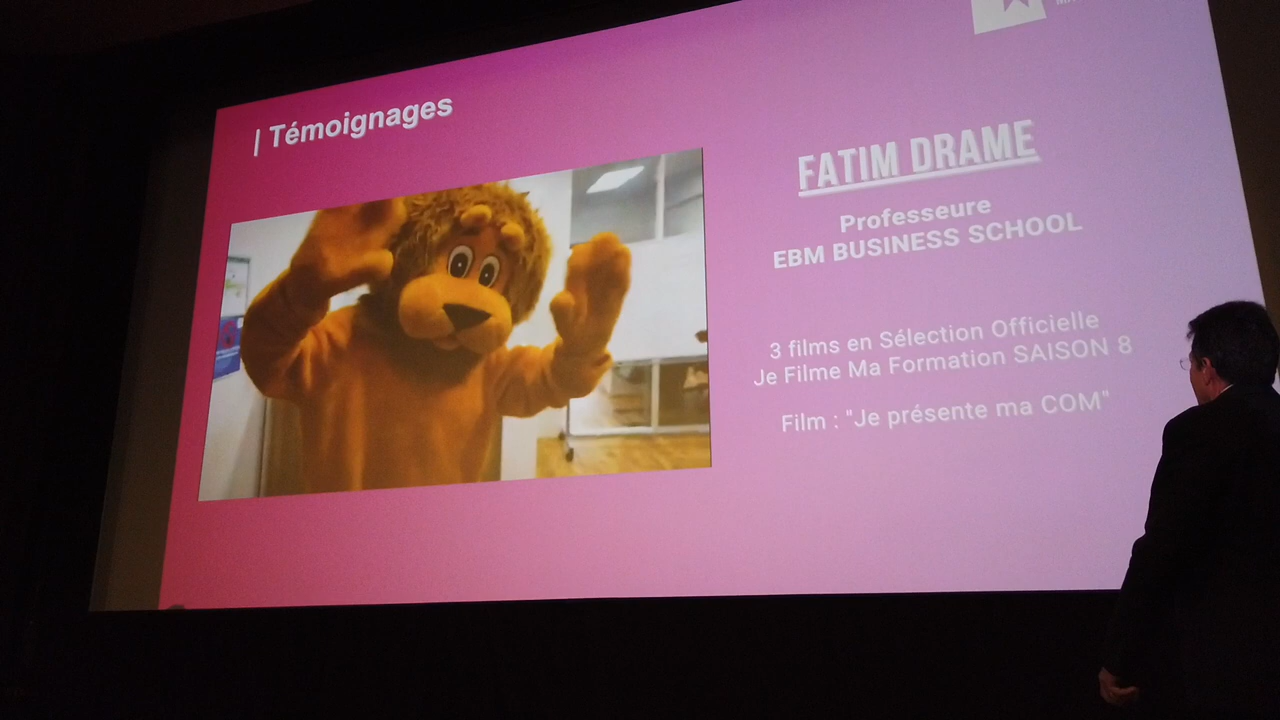 | Témoignages
FATIM DRAME
Professeure
EBM BUSINESS SCHOOL
3 films en Sélection Officielle
Je Filme Ma Formation SAISON 8
Film : "Je présente ma COM"